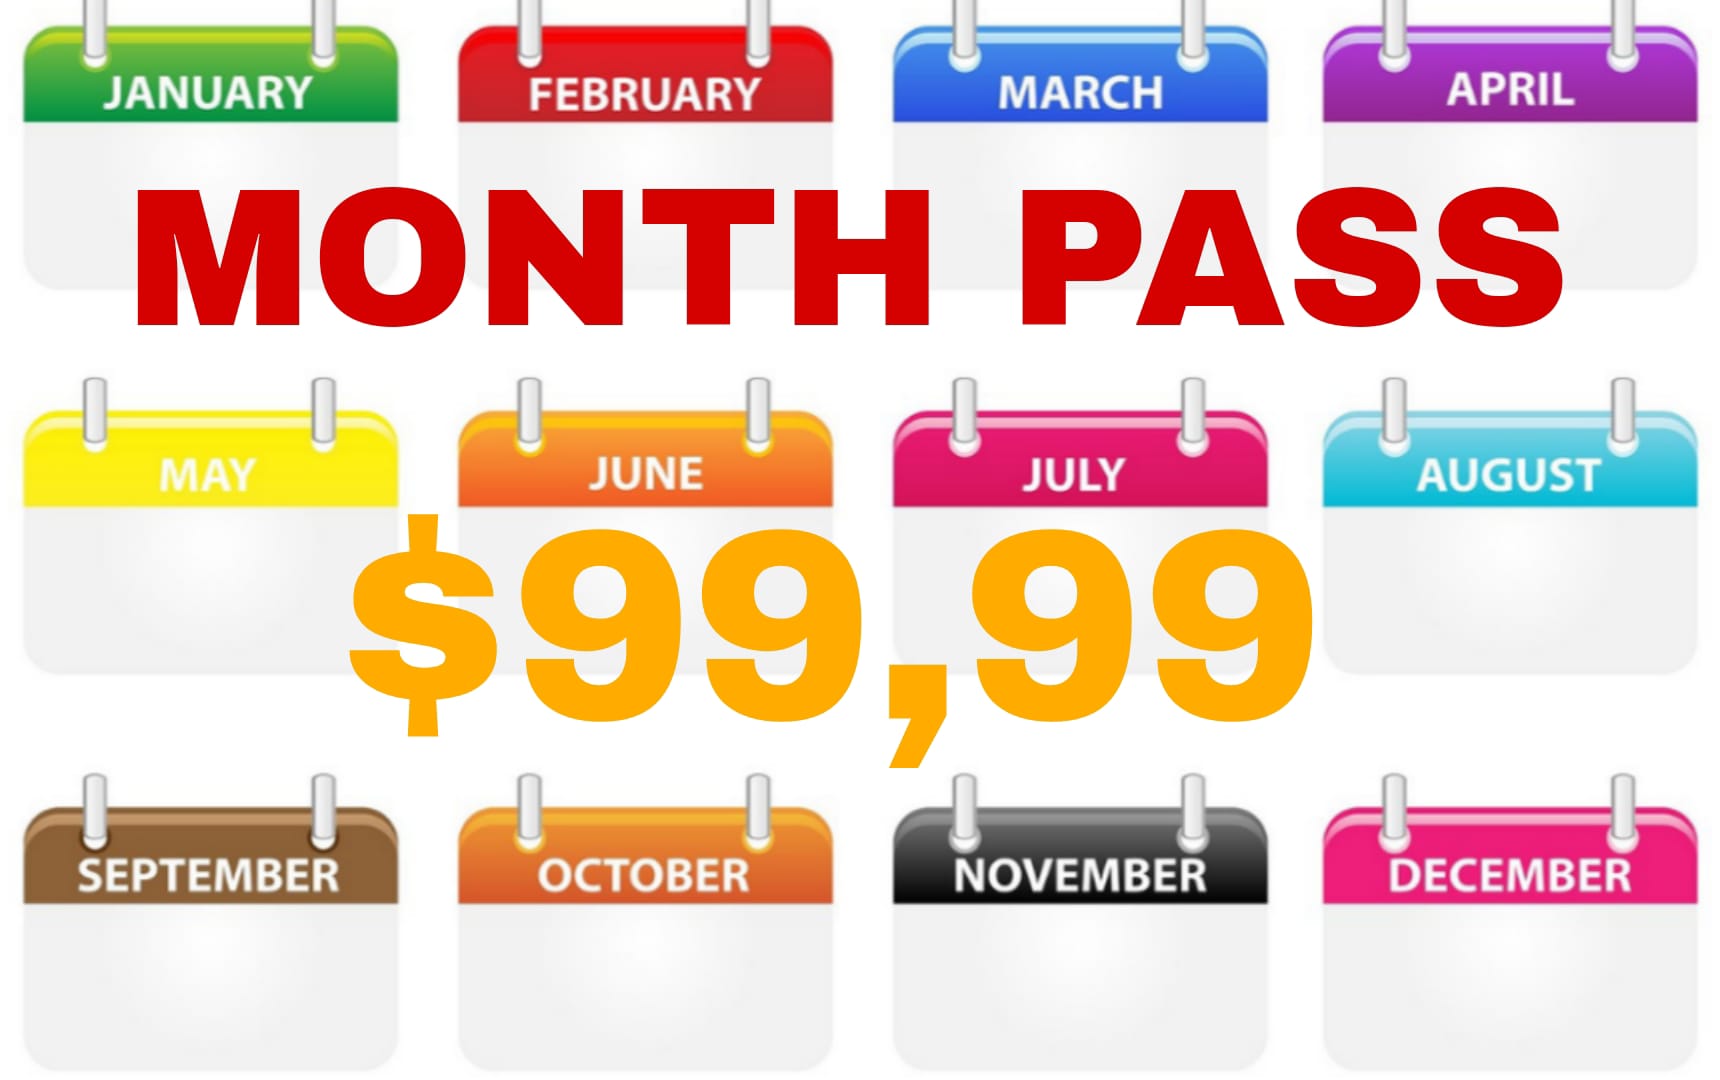 JANUARY FEBRUARY MARCH APRIL
MONTH PASS
MAY JUNE JULY AUGUST
$99,99
SEPTEMBER OCTOBER NOVEMBER DECEMBER